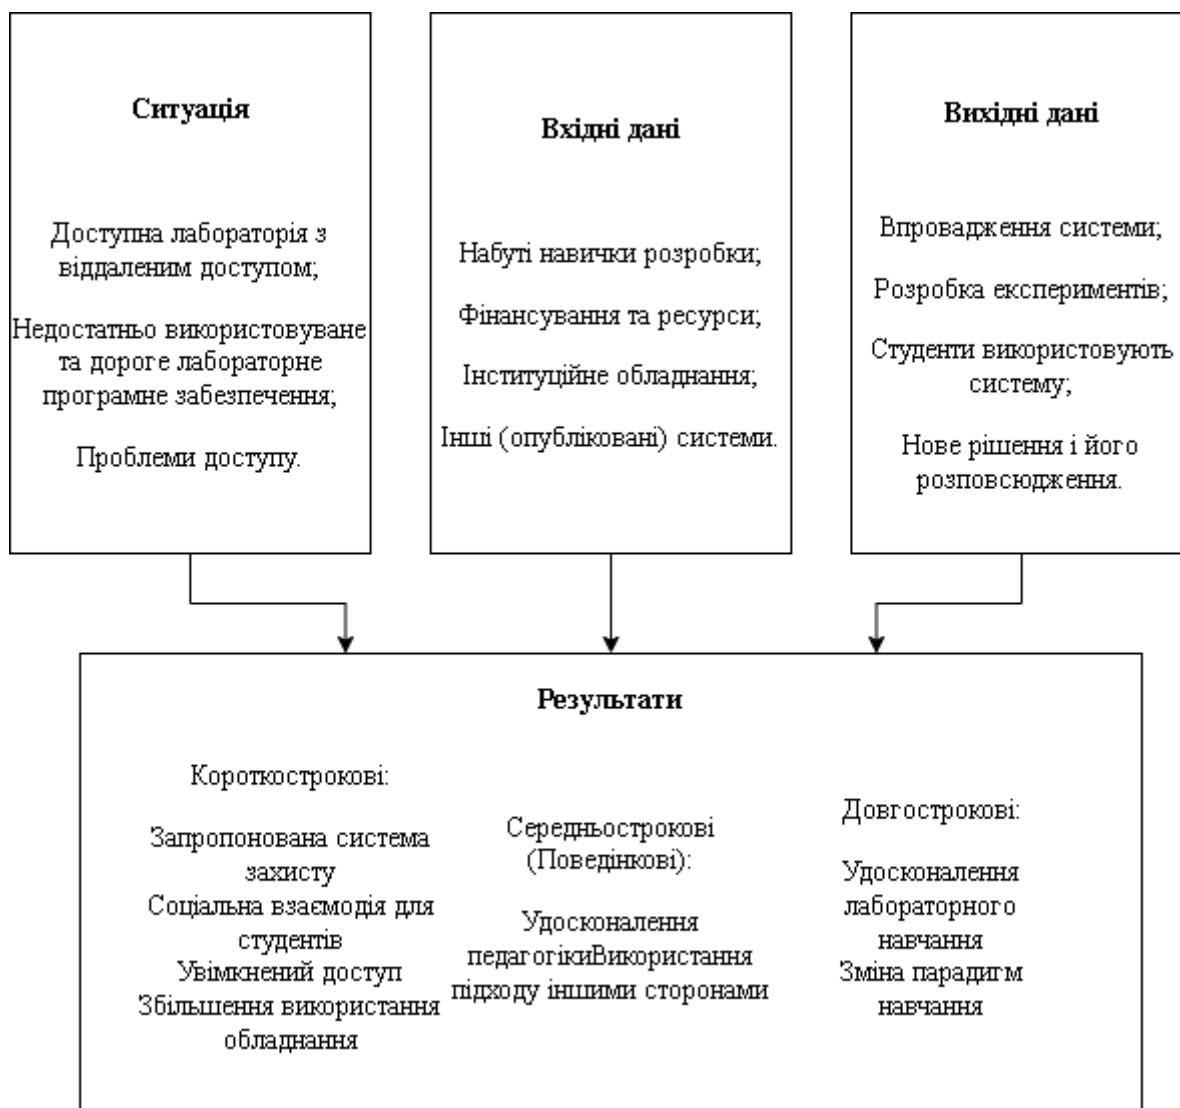 Ситуація
Доступна лабораторія з
віддаленим доступом;
Недостатньо використовуване
та дороге лабораторне
програмне забезпечення;
Проблеми доступу.
Вхідні дані
Набуті навички розробки;
Фінансування та ресурси;
Інституційне обладнання;
Інші (опубліковані) системи.
Вихідні дані
Впровадження системи;
Розробка експериментів;
Студенти використовують
систему;
Нове рішення і його
розповсюдження.
Результати
Короткострокові:
Запропонована система
захисту
Соціальна взаємодія для
студентів
Увімкнений доступ
Збільшення використання
обладнання
Середньострокові
(Поведінкові):
Удосконалення
педагогікиВикористання
підходу іншими сторонами
Довгострокові:
Удосконалення
лабораторного
навчання
Зміна парадигм
навчання